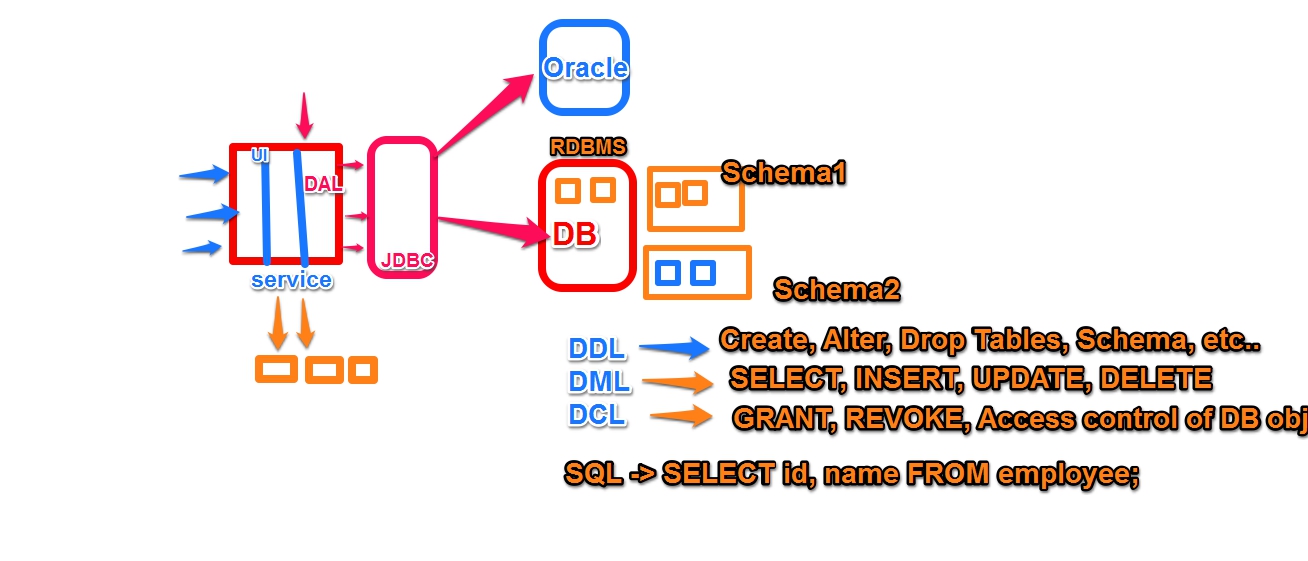 Oracle
RDBMS
UI
DAL
Schema1
DB
JDBC
service
Schema2
DDL Create, Alter, Drop Tables, Schema, etc..
DML SELECT, INSERT, UPDATE, DELETE
DCL GRANT, REVOKE, Access control of DB obj
SQL -> SELECT id, name FROM employee;